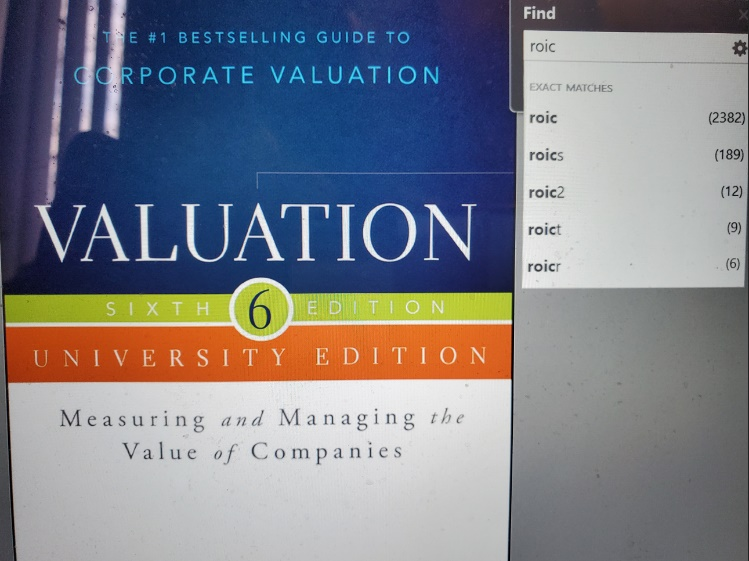 THE #1 BESTSELLING GUIDE TO
CORPORATE VALUATION
VALUATION
SIXTH 6 EDITION
UNIVERSITY EDITION
Measuring and Managing the
Value of Companies
Find
roic
EXACT MATCHES
roic (2382)
roics (189)
roic2 (12)
roict (9)
roicr (6)